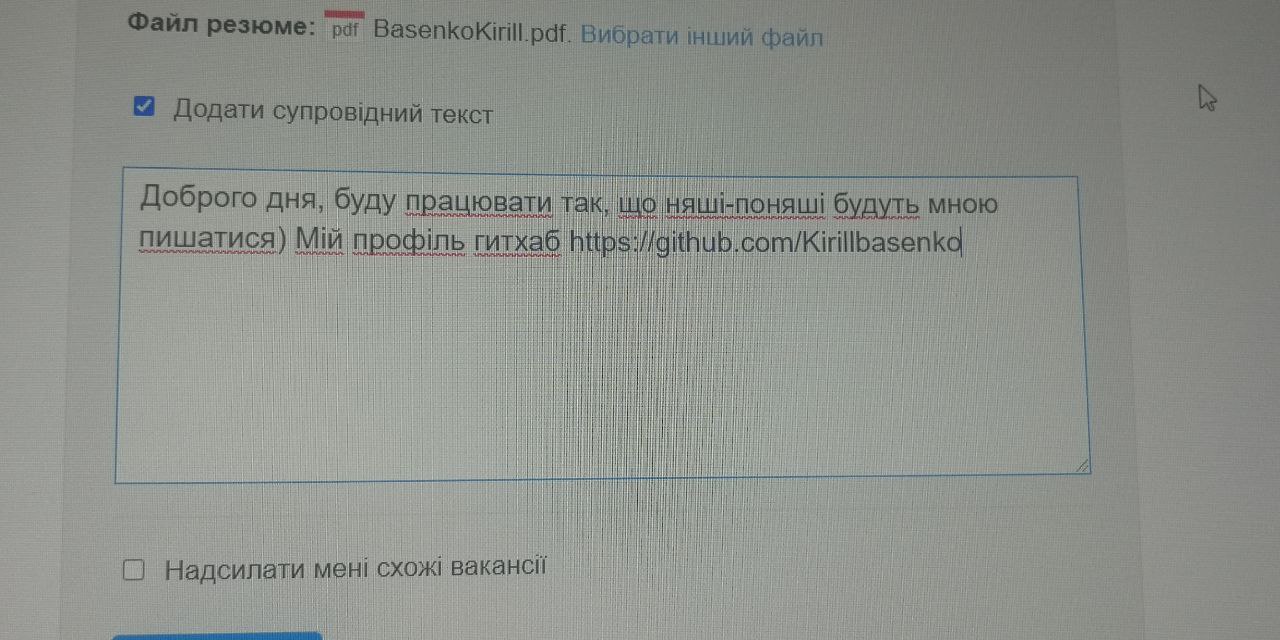 Файл резюме: pdf BasenkoKirill.pdf. Вибрати інший файл
Додати супровідний текст
Доброго дня, буду працювати так, що няші-поняші будуть мною
пишатися) Мій профіль гитхаб https://github.com/Kirillbasenko
Надсилати мені схожі вакансії